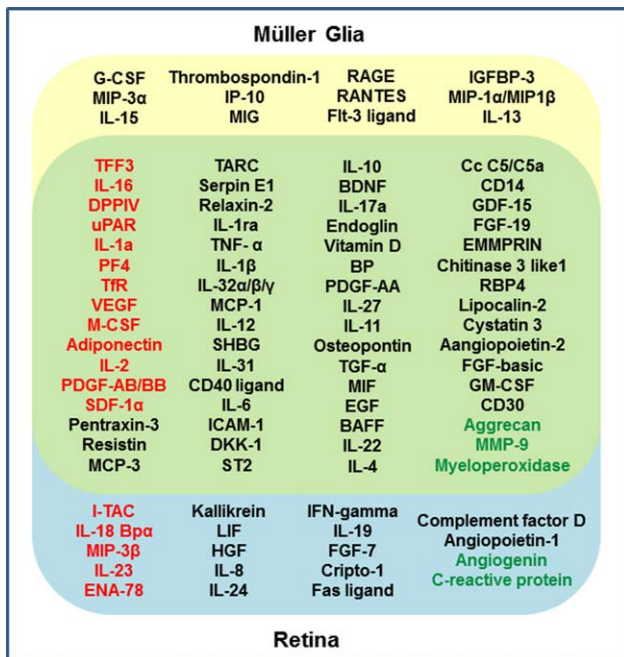 Müller Glia
G-CSF Thrombospondin-1 RAGE IGFBP-3
MIP-3α IP-10 RANTES MIP-1α/MIP1β
IL-15 MIG Flt-3 ligand IL-13
TFF3 TARC IL-10 Cc C5/C5a
IL-16 Serpin E1 BDNF CD14
DPPIV Relaxin-2 IL-17a GDF-15
uPAR IL-1ra Endoglin FGF-19
IL-1a TNF- α Vitamin D EMMPRIN
PF4 IL-1β BP Chitinase 3 like1
TfR IL-32α/β/γ PDGF-AA RBP4
VEGF MCP-1 IL-27 Lipocalin-2
M-CSF IL-12 IL-11 Cystatin 3
Adiponectin SHBG Osteopontin Aangiopoietin-2
IL-2 IL-31 TGF-α FGF-basic
PDGF-AB/BB CD40 ligand MIF GM-CSF
SDF-1α IL-6 EGF CD30
Pentraxin-3 ICAM-1 BAFF Aggrecan
Resistin DKK-1 IL-22 MMP-9
MCP-3 ST2 IL-4 Myeloperoxidase
I-TAC Kallikrein IFN-gamma Complement factor D
IL-18 Bpα LIF IL-19 Angiopoietin-1
MIP-3β HGF FGF-7 Angiogenin
IL-23 IL-8 Cripto-1 C-reactive protein
ENA-78 IL-24 Fas ligand
Retina